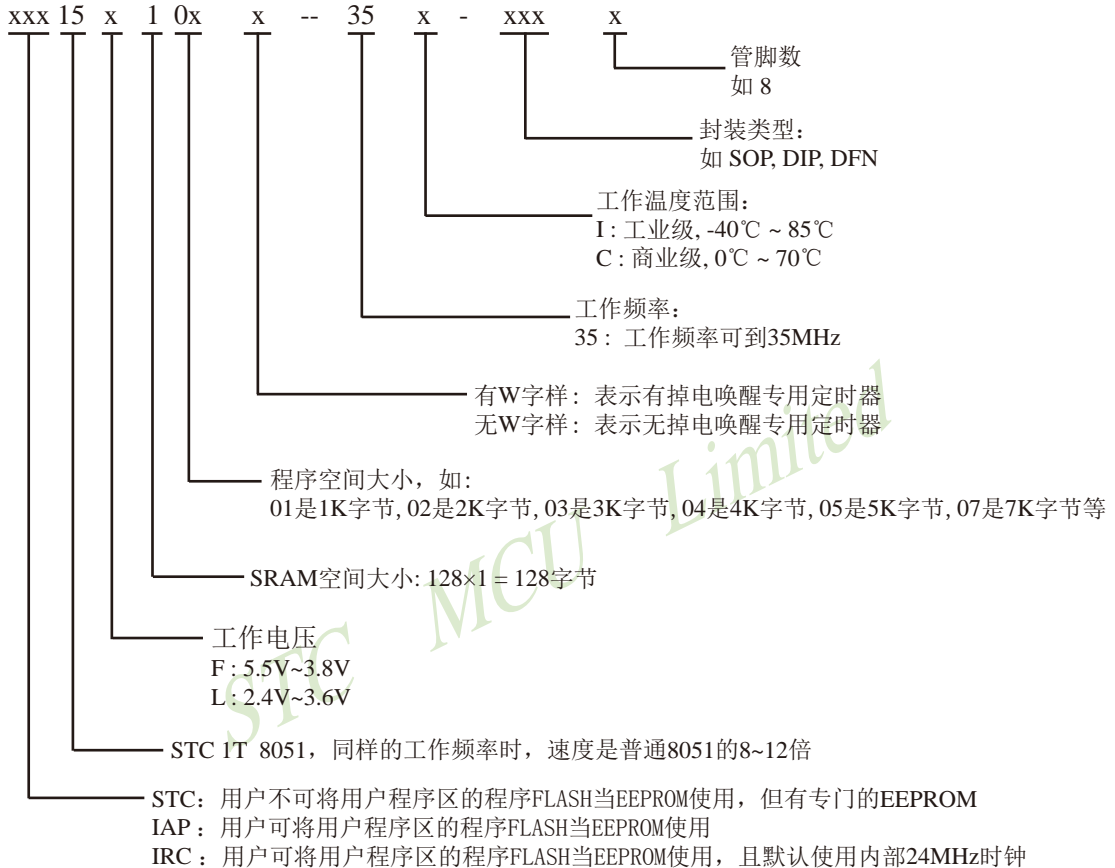 xxx 15 x 1 0x x -- 35 x - xxx x
管脚数
如 8
封装类型：
如 SOP, DIP, DFN
工作温度范围：
I : 工业级, -40℃ ~ 85℃
C : 商业级, 0℃ ~ 70℃
工作频率：
35 : 工作频率可到35MHz
有W字样： 表示有掉电唤醒专用定时器
无W字样： 表示无掉电唤醒专用定时器
程序空间大小，如：
01是1K字节, 02是2K字节, 03是3K字节, 04是4K字节, 05是5K字节, 07是7K字节等
SRAM空间大小: 128×1 = 128字节
工作电压
F : 5.5V~3.8V
L : 2.4V~3.6V
STC 1T 8051，同样的工作频率时，速度是普通8051的8~12倍
STC：用户不可将用户程序区的程序FLASH当EEPROM使用，但有专门的EEPROM
IAP：用户可将用户程序区的程序FLASH当EEPROM使用
IRC：用户可将用户程序区的程序FLASH当EEPROM使用，且默认使用内部24MHz时钟
STC MCU Limited